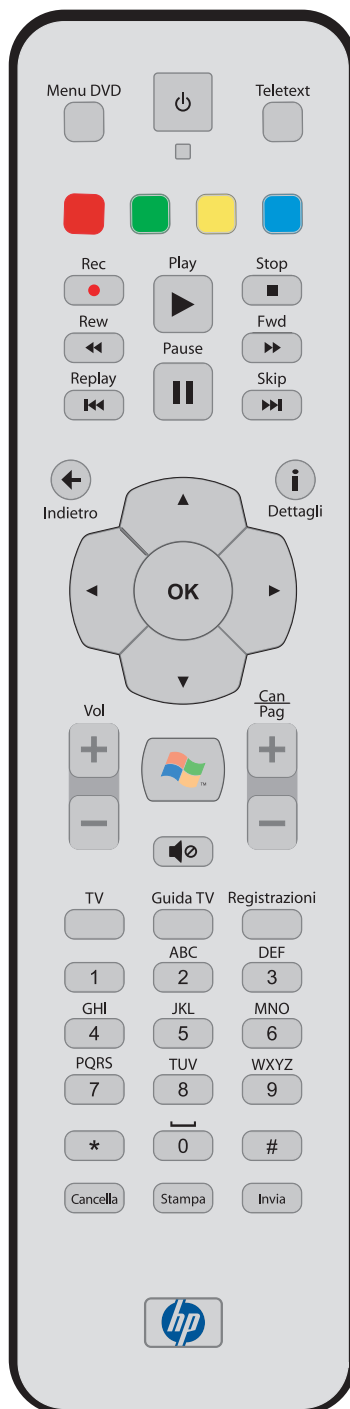 Menu DVD
Teletext
Rec
Play
Stop
Rew
Fwd
Pause
Replay
Skip
Indietro
i
Dettagli
OK
Vol
Can
Pag
+
+
TM
−
−
TV
Guida TV
Registrazioni
ABC
DEF
1
2
3
GHI
JKL
MNO
4
5
6
PQRS
TUV
WXYZ
7
8
9
*
0
#
Cancella
Stampa
Invia
hp